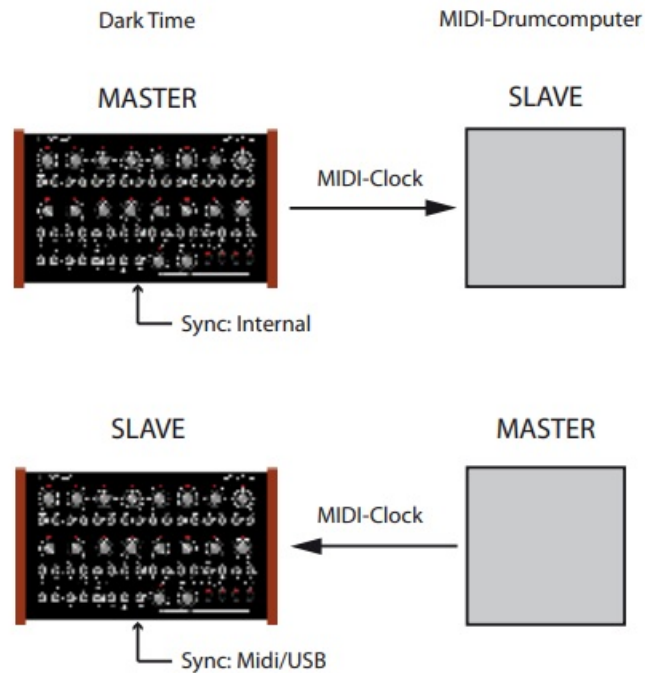 Dark Time MIDI-Drumcomputer
MASTER SLAVE
MIDI-Clock
Sync: Internal
SLAVE MASTER
MIDI-Clock
Sync: Midi/USB